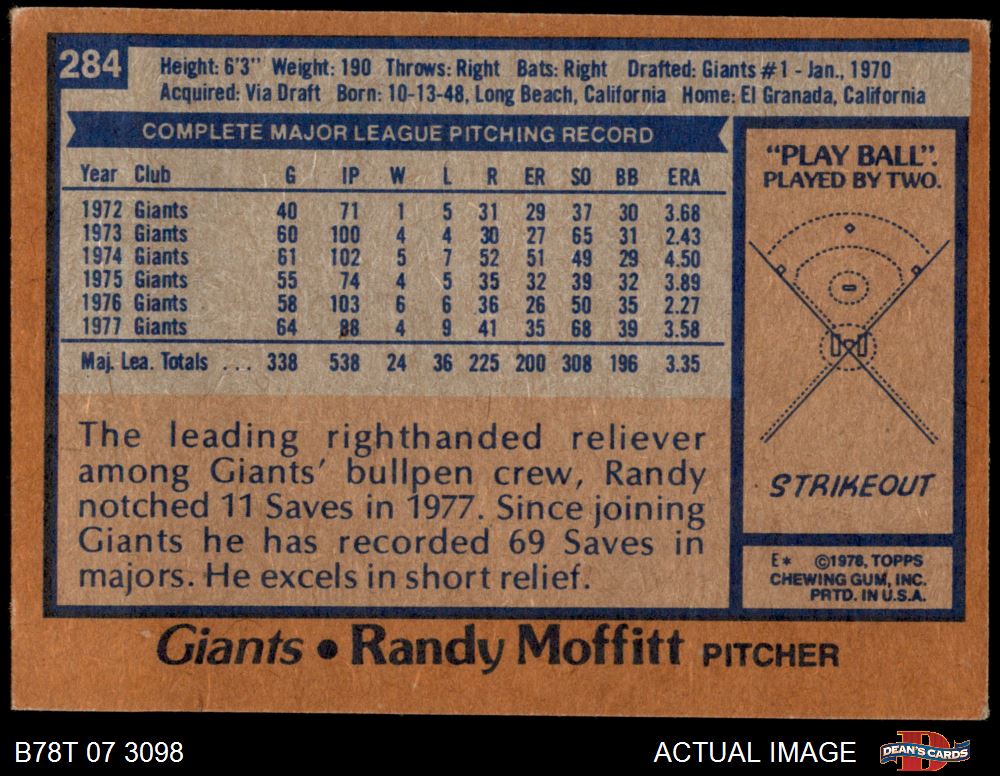 284
Height: 6'3" Weight: 190 Throws: Right Bats: Right Drafted: Giants #1 - Jan., 1970
Acquired: Via Draft Born: 10-13-48, Long Beach, California Home: El Granada, California
COMPLETE MAJOR LEAGUE PITCHING RECORD
Year Club G IP W L R ER SO BB ERA
1972 Giants 40 71 1 5 31 29 37 30 3.68
1973 Giants 60 100 4 4 30 27 65 31 2.43
1974 Giants 61 102 5 7 52 51 49 29 4.50
1975 Giants 55 74 4 5 35 32 39 32 3.89
1976 Giants 58 103 6 6 36 26 50 35 2.27
1977 Giants 64 88 4 9 41 35 68 39 3.58
Maj. Lea. Totals ... 338 538 24 36 225 200 308 196 3.35
The leading righthanded reliever
among Giants' bullpen crew, Randy
notched 11 Saves in 1977. Since joining
Giants he has recorded 69 Saves in
majors. He excels in short relief.
"PLAY BALL".
PLAYED BY TWO.
STRIKEOUT
E* ©1978, TOPPS
CHEWING GUM, INC.
PRTD. IN U.S.A.
Giants • Randy Moffitt PITCHER
B78T 07 3098
ACTUAL IMAGE
DEAN'S CARDS